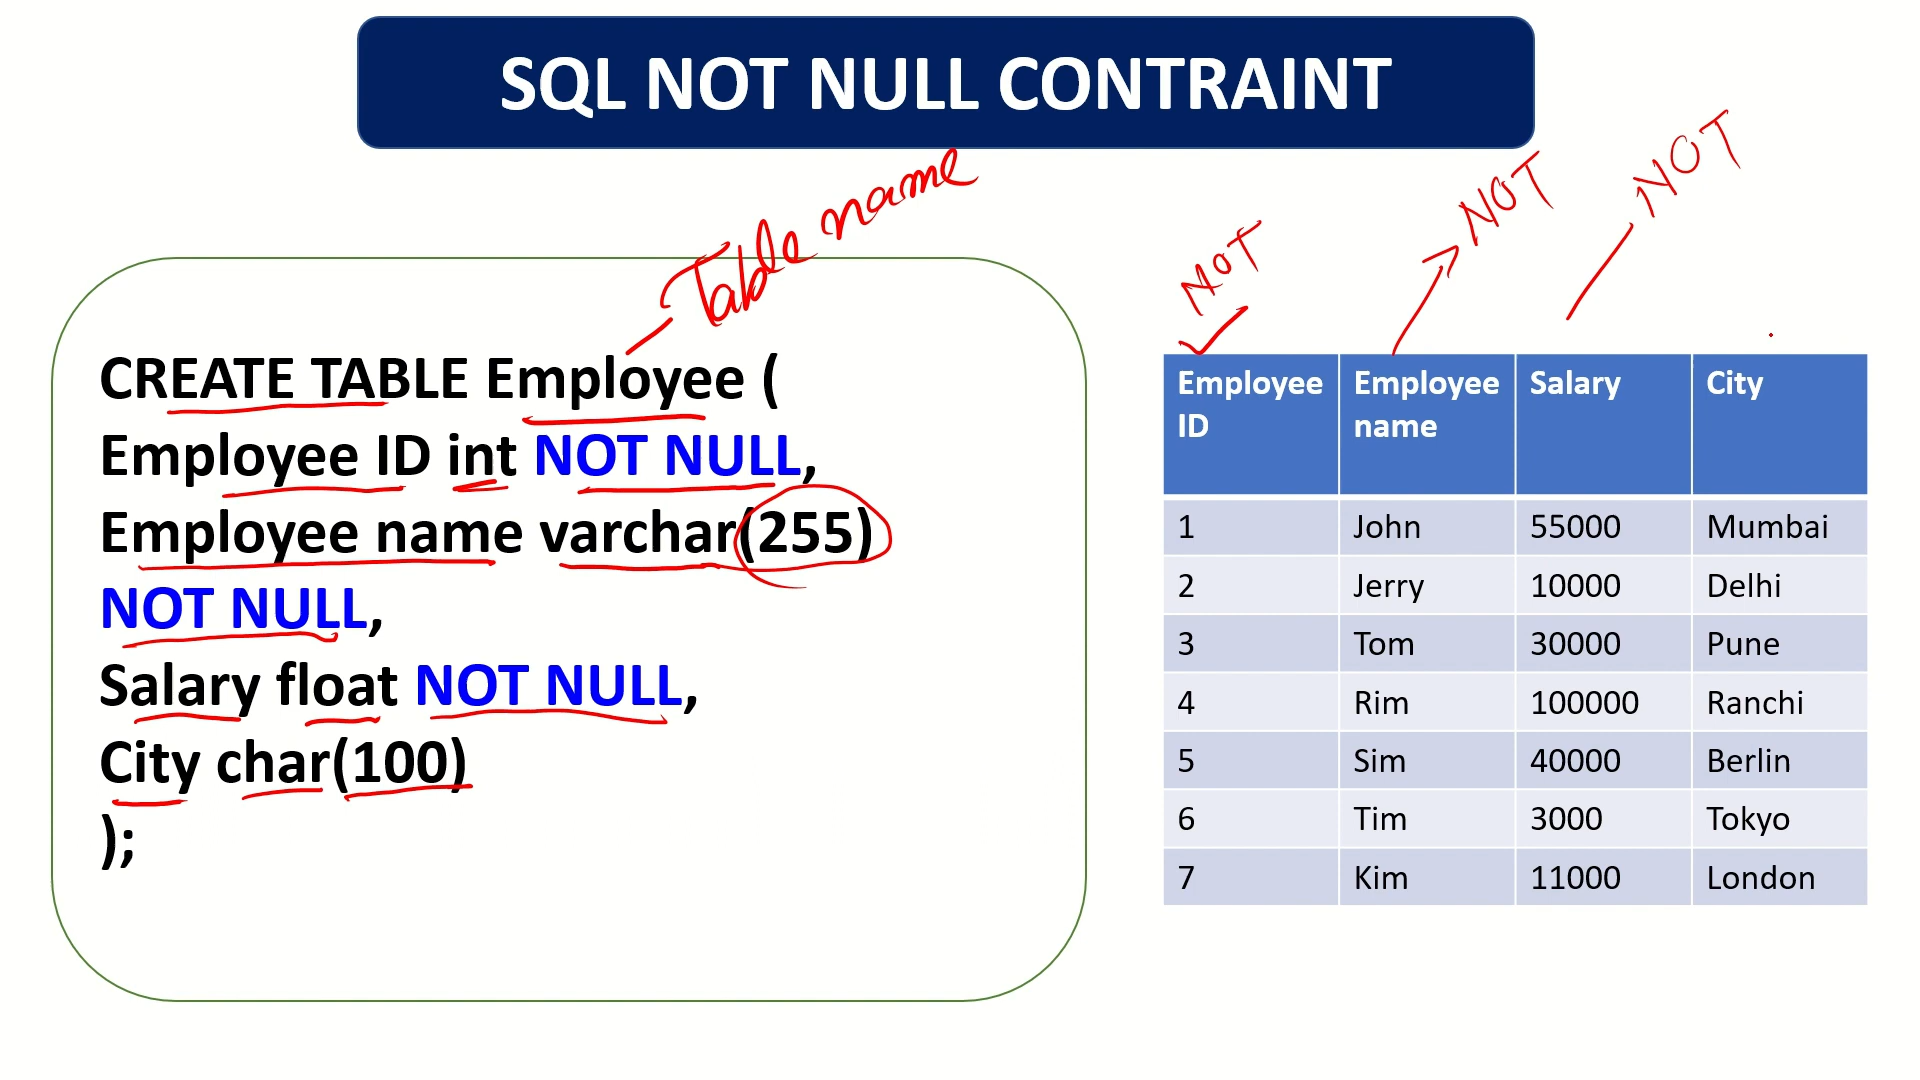 SQL NOT NULL CONTRAINT
Table name
CREATE TABLE Employee (
Employee ID int NOT NULL,
Employee name varchar(255)
NOT NULL,
Salary float NOT NULL,
City char(100)
);
NOT NOT NOT
Employee ID Employee name Salary City
1 John 55000 Mumbai
2 Jerry 10000 Delhi
3 Tom 30000 Pune
4 Rim 100000 Ranchi
5 Sim 40000 Berlin
6 Tim 3000 Tokyo
7 Kim 11000 London